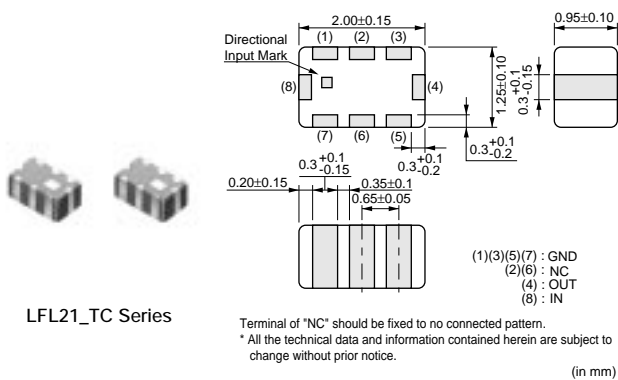 2.00±0.15
0.95±0.10
(1) (2) (3)
Directional
Input Mark
(8)
(4)
1.25±0.10
0.3 +0.1 -0.15
(7) (6) (5)
0.3 +0.1 -0.2
0.3 +0.1 -0.2
0.3 +0.1 -0.15
0.20±0.15
0.35±0.1
0.65±0.05
(1)(3)(5)(7) : GND
(2)(6) : NC
(4) : OUT
(8) : IN
LFL21_TC Series
Terminal of "NC" should be fixed to no connected pattern.
* All the technical data and information contained herein are subject to
change without prior notice.
(in mm)